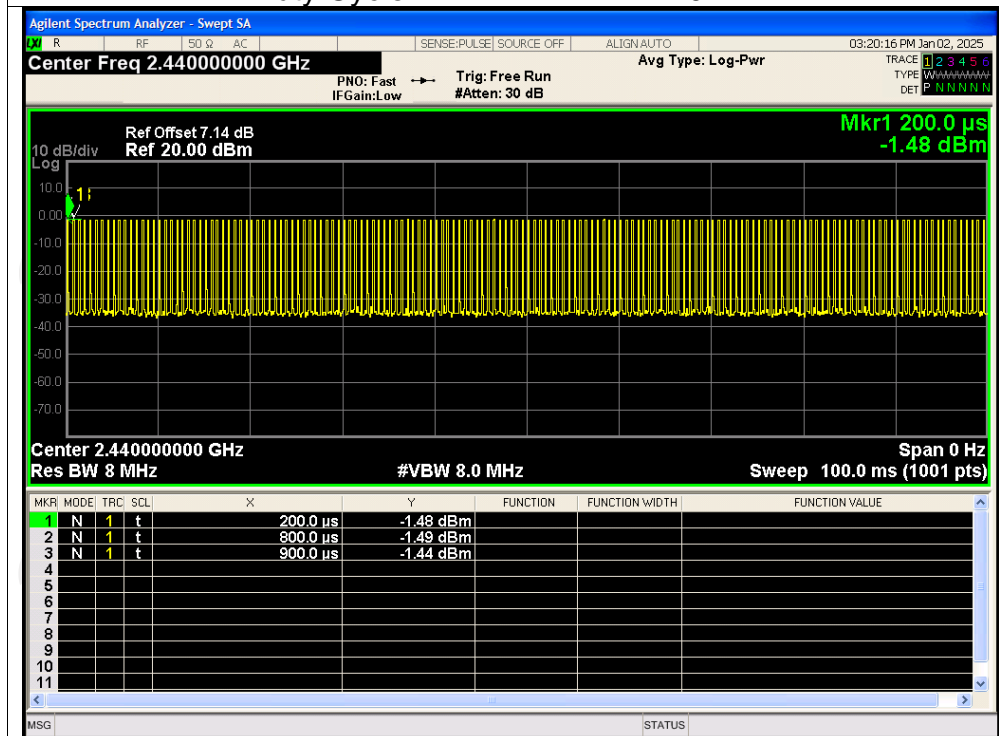 Agilent Spectrum Analyzer - Swept SA
LXI R RF 50 Ω AC SENSE:PULSE SOURCE OFF ALIGN AUTO 03:20:16 PM Jan 02, 2025
Center Freq 2.440000000 GHz Avg Type: Log-Pwr TRACE 1 2 3 4 5 6
PNO: Fast Trig: Free Run TYPE W
IFGain:Low #Atten: 30 dB DET P N N N N N
Mkr1 200.0 µs
Ref Offset 7.14 dB
10 dB/div Ref 20.00 dBm -1.48 dBm
Log
10.0
1
0.00
-10.0
-20.0
-30.0
-40.0
-50.0
-60.0
-70.0
Center 2.440000000 GHz Span 0 Hz
Res BW 8 MHz #VBW 8.0 MHz Sweep 100.0 ms (1001 pts)
MKR MODE TRC SCL X Y FUNCTION FUNCTION WIDTH FUNCTION VALUE
1 N 1 t 200.0 µs -1.48 dBm
2 N 1 t 800.0 µs -1.49 dBm
3 N 1 t 900.0 µs -1.44 dBm
4
5
6
7
8
9
10
11
MSG STATUS